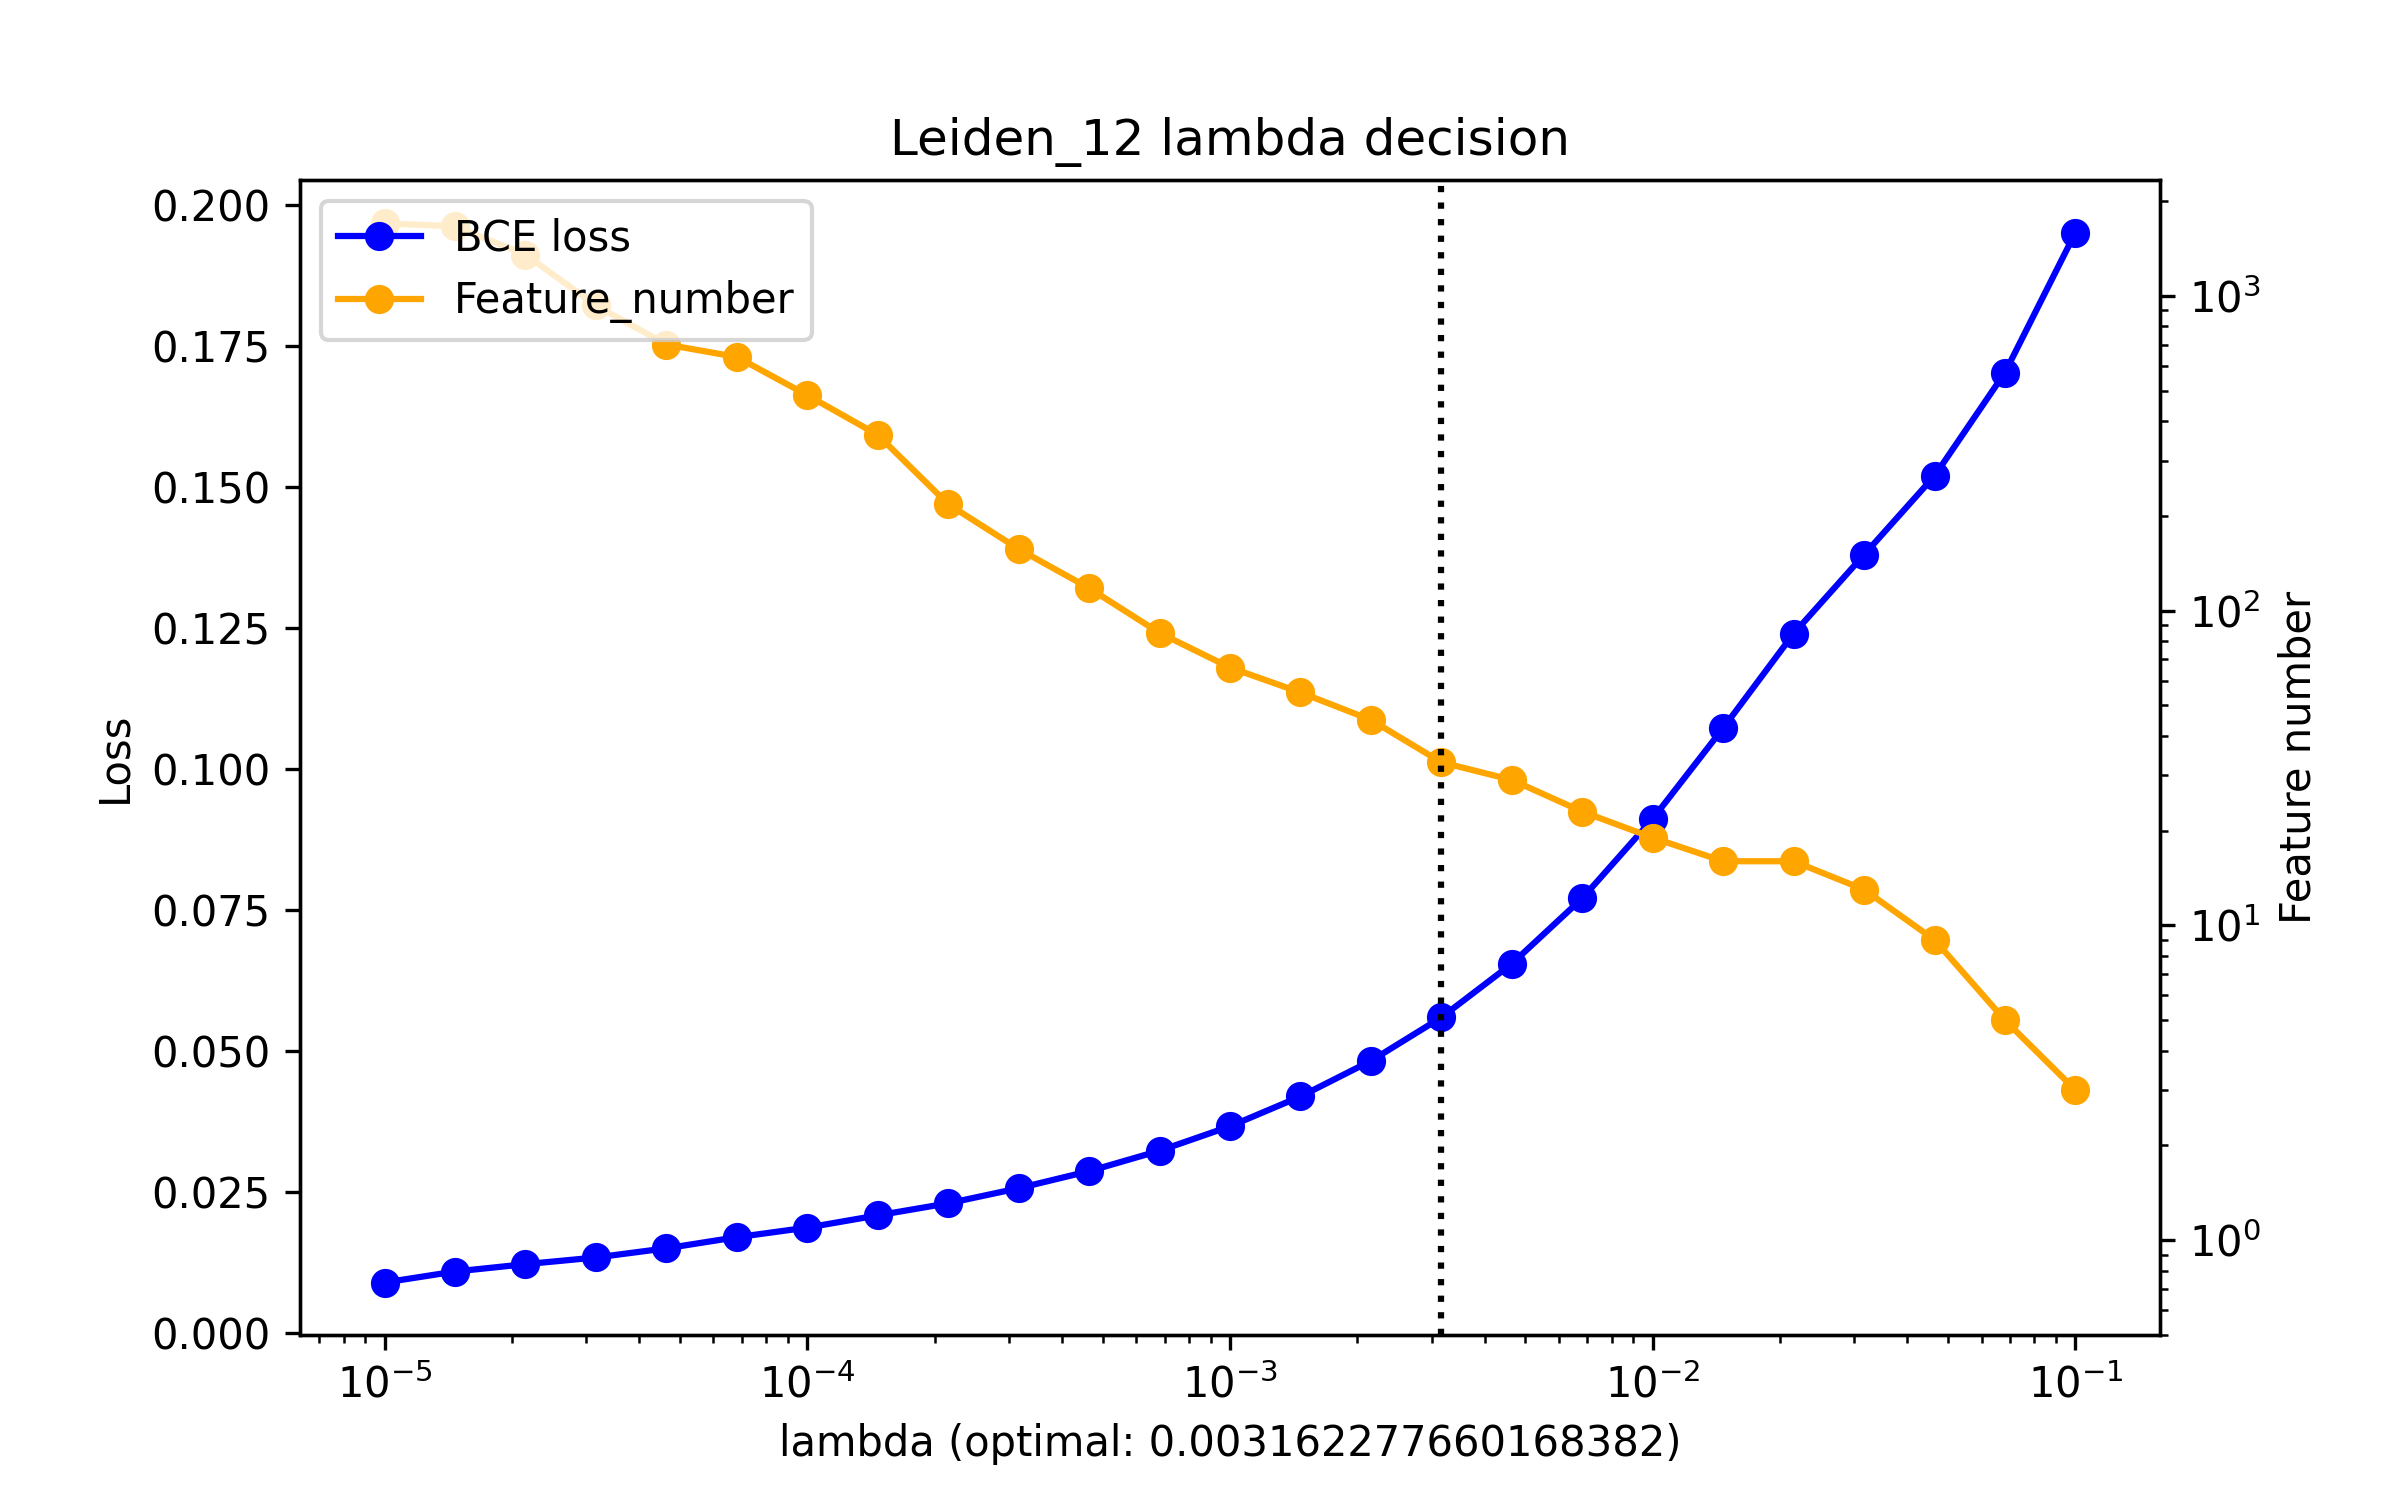 Leiden_12 lambda decision
BCE loss
Feature_number
Loss
0.200
0.175
0.150
0.125
0.100
0.075
0.050
0.025
0.000
10³
10²
10¹
10⁰
Feature number
10⁻⁵ 10⁻⁴ 10⁻³ 10⁻² 10⁻¹
lambda (optimal: 0.0031622776601683­82)